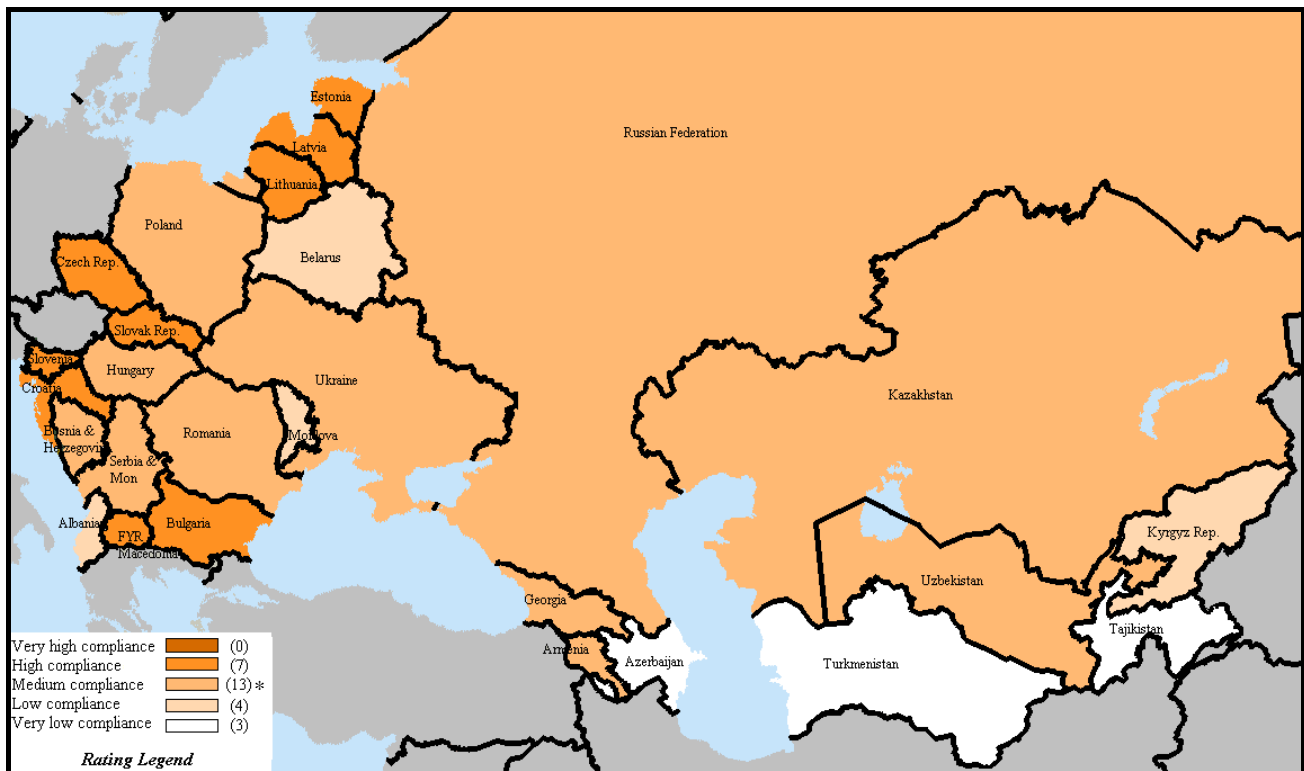 Estonia
Russian Federation
Latvia
Lithuania
Poland
Belarus
Czech Rep.
Slovak Rep.
Slovenia
Hungary
Ukraine
Croatia
Kazakhstan
Bosnia &
Herzegovin
Romania
Moldova
Serbia &
Mon
Albania
Bulgaria
FYR
Macedonia
Kyrgyz Rep.
Uzbekistan
Georgia
Tajikistan
Armenia
Azerbaijan
Turkmenistan
Very high compliance (0)
High compliance (7)
Medium compliance (13)*
Low compliance (4)
Very low compliance (3)
Rating Legend